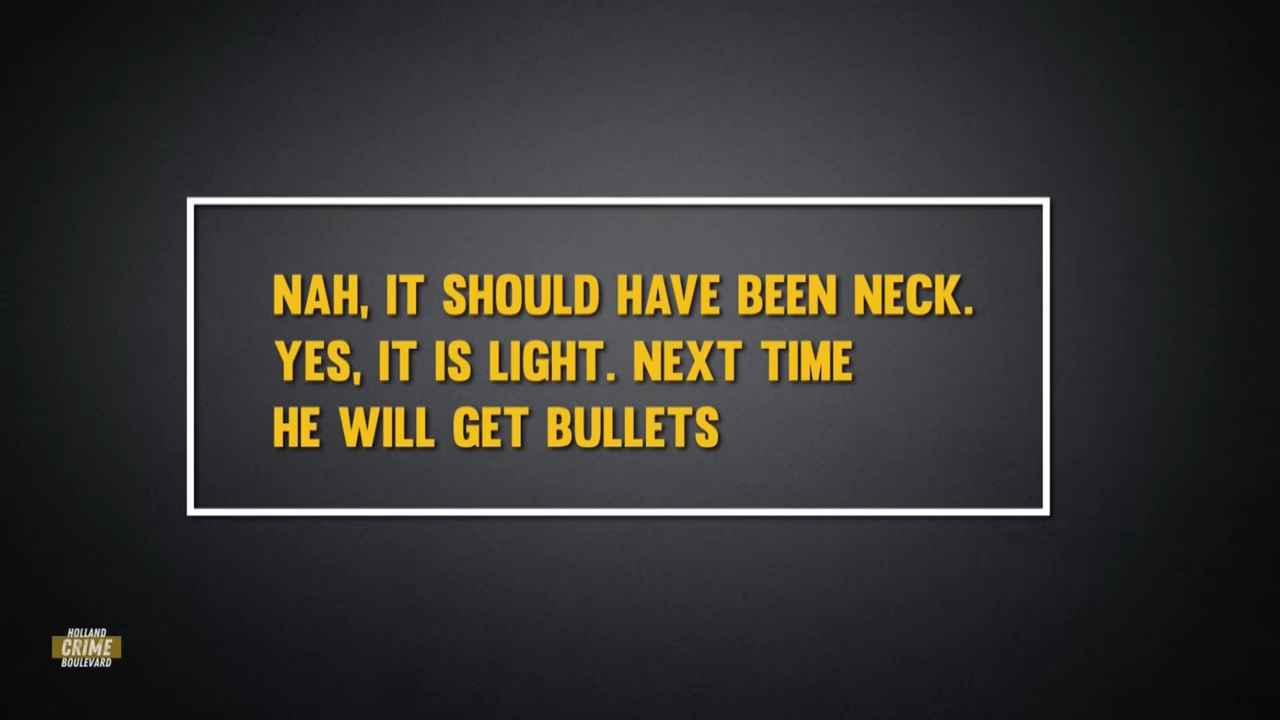 NAH, IT SHOULD HAVE BEEN NECK.
YES, IT IS LIGHT. NEXT TIME
HE WILL GET BULLETS
HOLLAND
CRIME
BOULEVARD